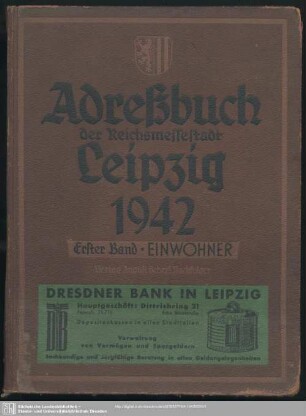 Adreßbuch
der Reichsmessestadt
Leipzig
1942
Erster Band · EINWOHNER
DRESDNER BANK IN LEIPZIG
Hauptgeschäft: Dittrichring 21
Depositenkassen in allen Stadtteilen
Verwaltung
von Vermögen und Treugeldern
Sachkundige und sorgfältige Beratung in allen Geldangelegenheiten